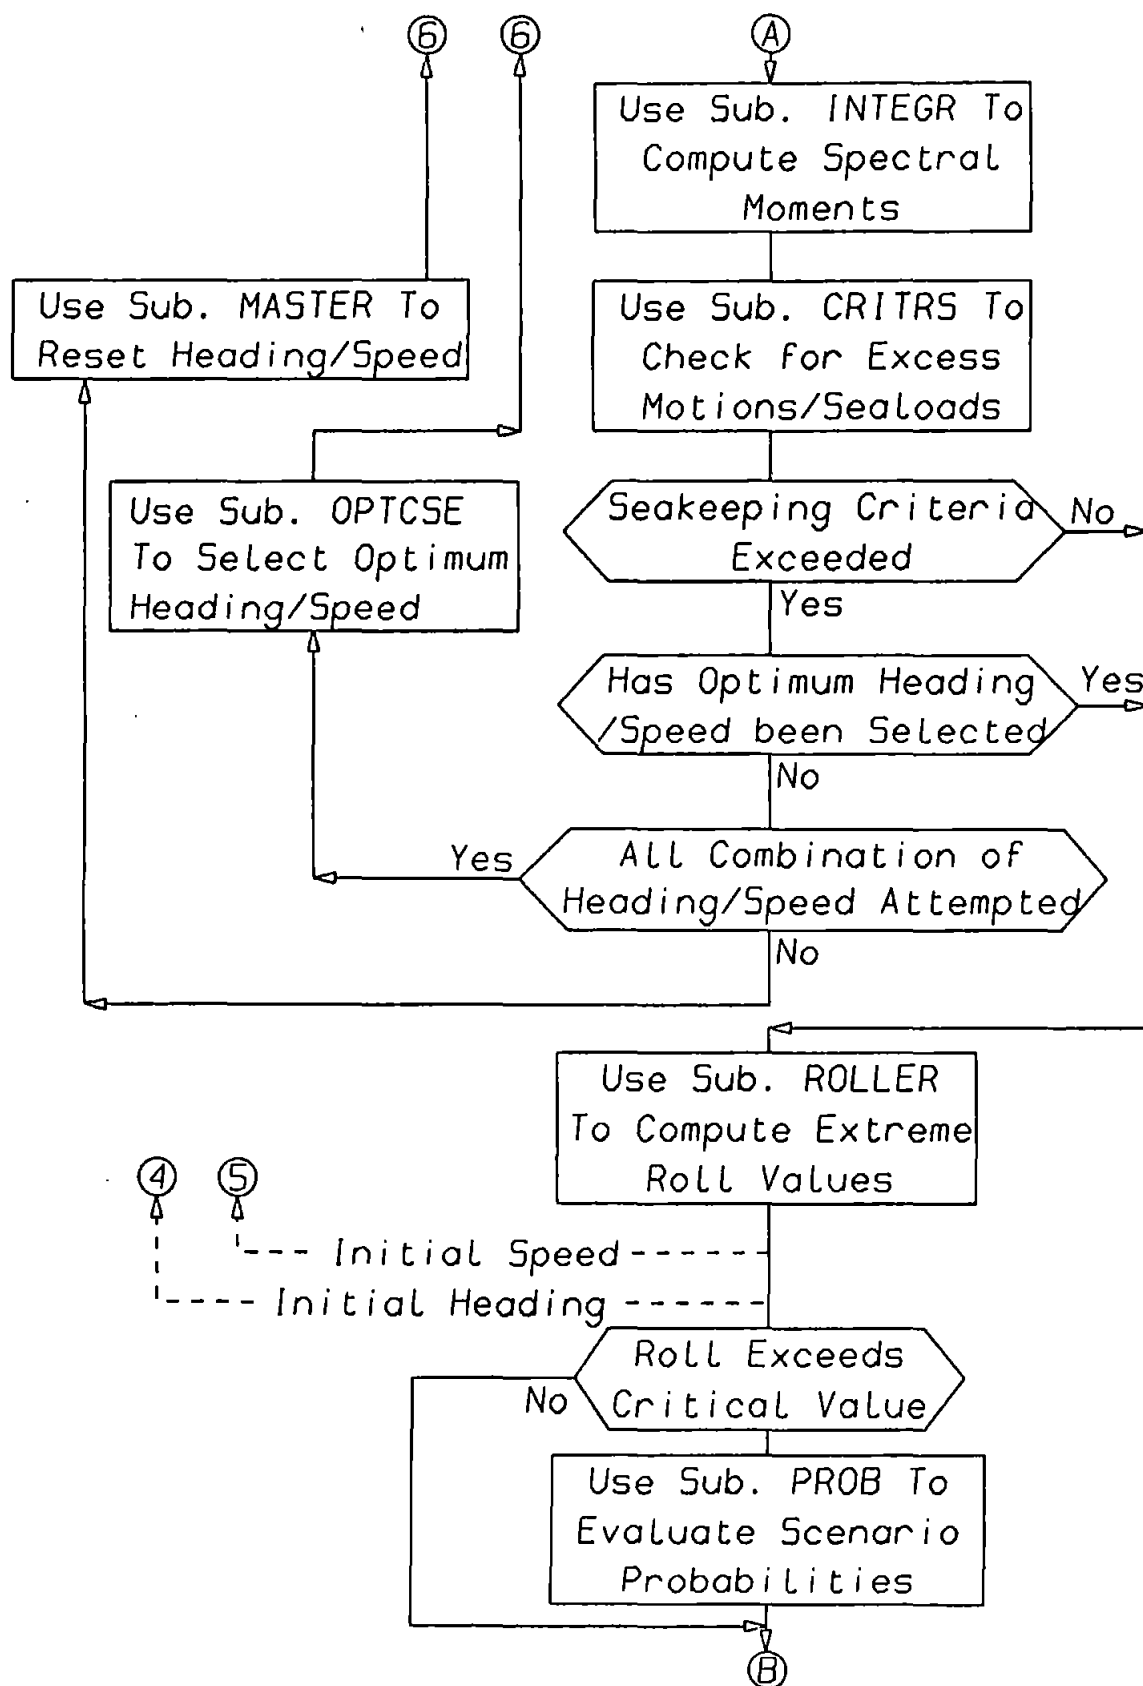 6
6
A
Use Sub. INTEGR To
Compute Spectral
Moments
Use Sub. MASTER To
Reset Heading/Speed
Use Sub. CRITRS To
Check for Excess
Motions/Sealoads
Use Sub. OPTCSE
To Select Optimum
Heading/Speed
Seakeeping Criteria
Exceeded
No
Yes
Has Optimum Heading
/Speed been Selected
Yes
No
All Combination of
Heading/Speed Attempted
Yes
No
Use Sub. ROLLER
To Compute Extreme
Roll Values
4
5
Initial Speed
Initial Heading
Roll Exceeds
Critical Value
No
Use Sub. PROB To
Evaluate Scenario
Probabilities
B